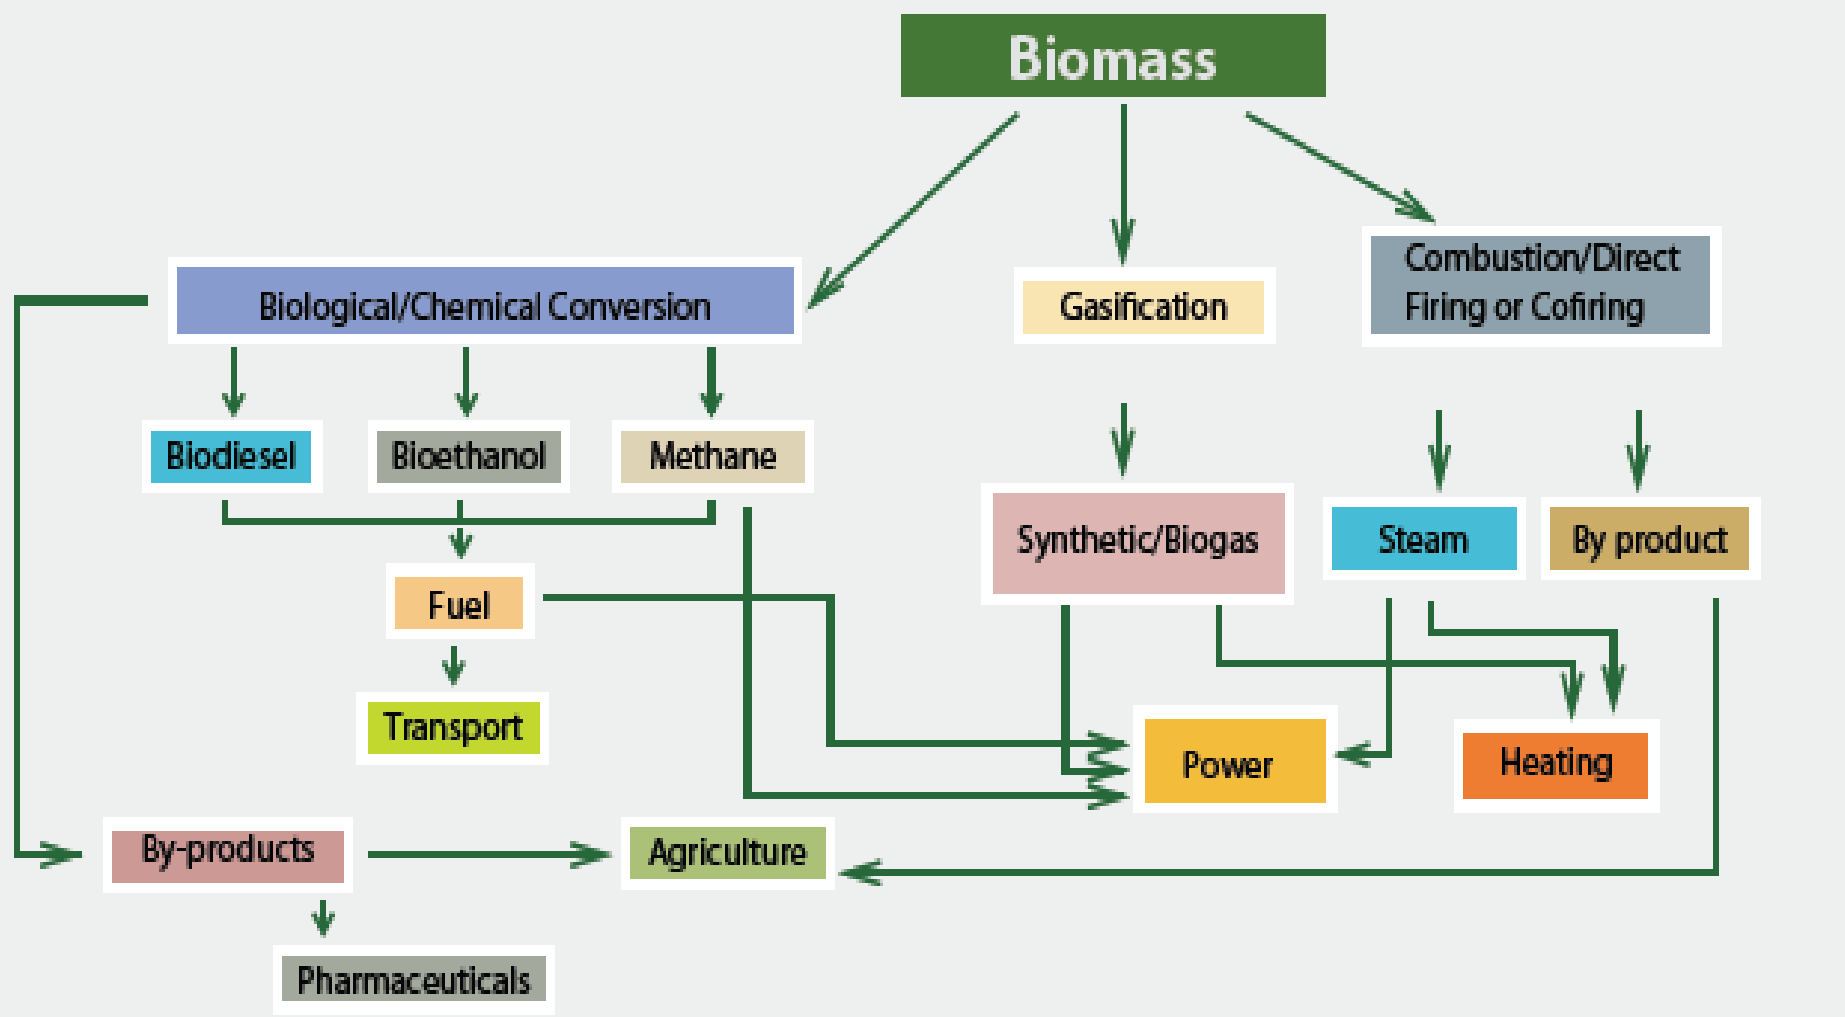 Biomass
Biological/Chemical Conversion
Gasification
Combustion/Direct
Firing or Cofiring
Biodiesel
Bioethanol
Methane
Synthetic/Biogas
Steam
By product
Fuel
Transport
Power
Heating
By-products
Agriculture
Pharmaceuticals